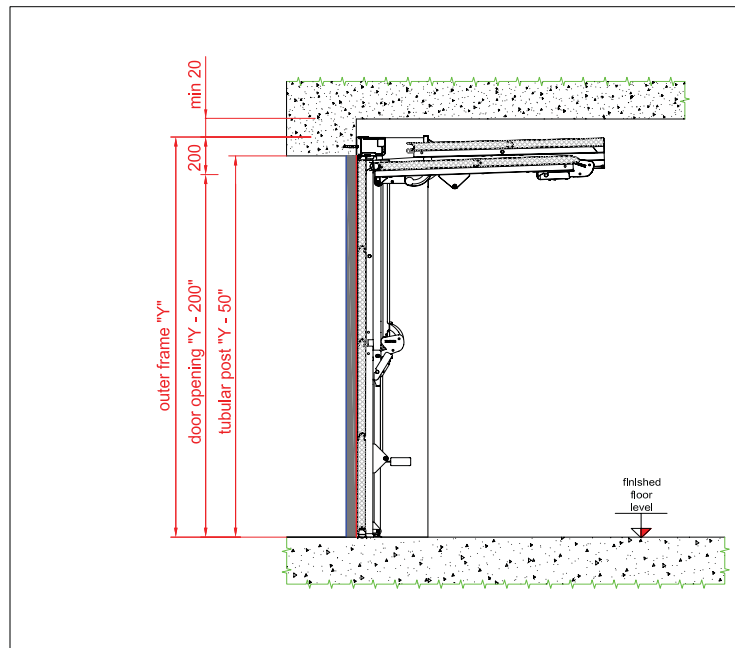 min 20
200
outer frame "Y"
door opening "Y - 200"
tubular post "Y - 50"
finished
floor
level